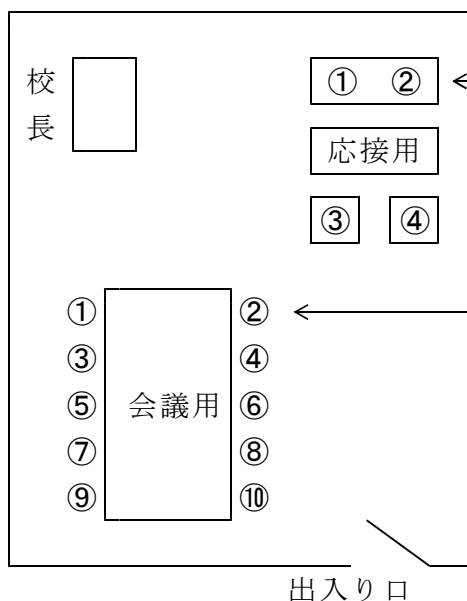 校長
① ②
応接用
③ ④
① ②
③ ④
⑤ 会議用 ⑥
⑦ ⑧
⑨ ⑩
出入り口